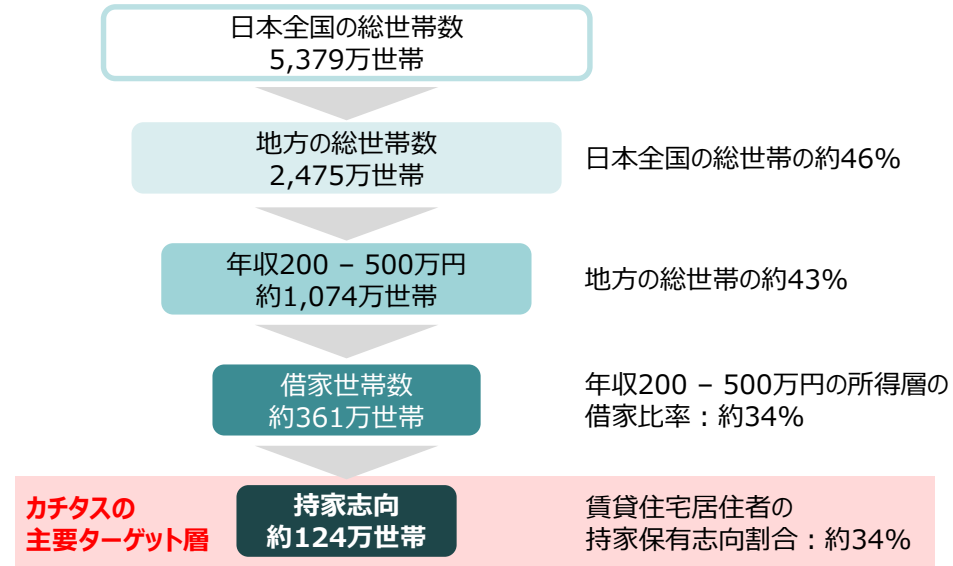 日本全国の総世帯数
5,379万世帯
地方の総世帯数
2,475万世帯
日本全国の総世帯の約46%
年収200 – 500万円
約1,074万世帯
地方の総世帯の約43%
借家世帯数
約361万世帯
年収200 – 500万円の所得層の
借家比率：約34%
カチタスの
主要ターゲット層
持家志向
約124万世帯
賃貸住宅居住者の
持家保有志向割合：約34%